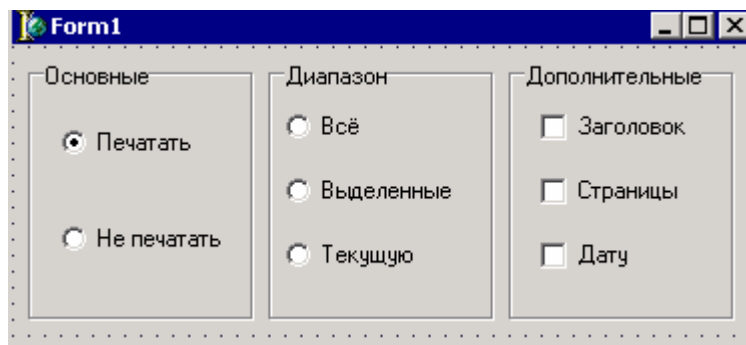 Form1
Основные
Печатать
Не печатать
Диапазон
Всё
Выделенные
Текущую
Дополнительные
Заголовок
Страницы
Дату